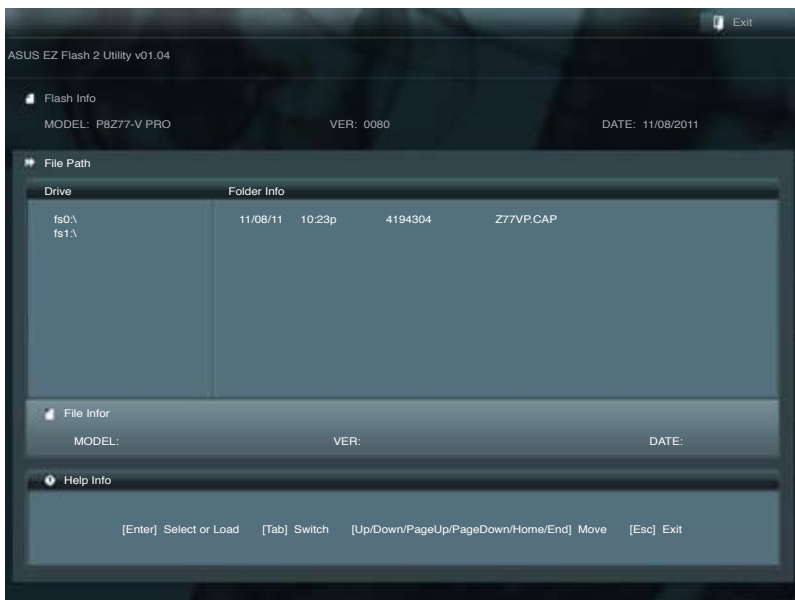 Exit
ASUS EZ Flash 2 Utility v01.04
Flash Info
MODEL: P8Z77-V PRO VER: 0080 DATE: 11/08/2011
File Path
Drive Folder Info
fs0:\ 11/08/11 10:23p 4194304 Z77VP.CAP
fs1:\
File Infor
MODEL: VER: DATE:
Help Info
[Enter] Select or Load [Tab] Switch [Up/Down/PageUp/PageDown/Home/End] Move [Esc] Exit